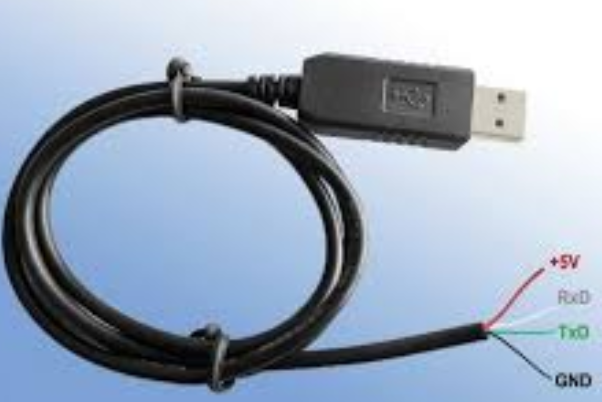 +5V
RxD
TxD
GND